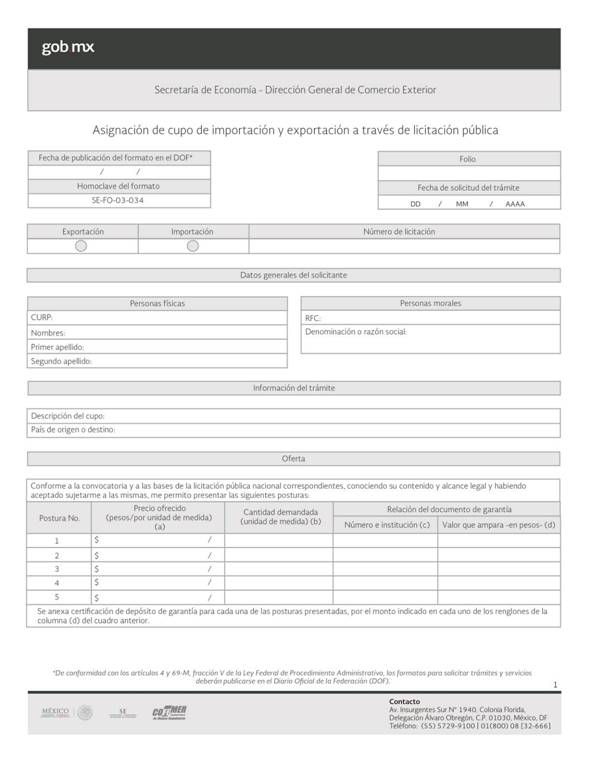 gob.mx
Secretaría de Economía - Dirección General de Comercio Exterior
Asignación de cupo de importación y exportación a través de licitación pública
Fecha de publicación del formato en el DOF*
/ /
Homoclave del formato
SE-FO-03-034
Folio
Fecha de solicitud del trámite
DD / MM / AAAA
Exportación Importación Número de licitación
Datos generales del solicitante
Personas físicas
CURP:
Nombres:
Primer apellido:
Segundo apellido:
Personas morales
RFC:
Denominación o razón social:
Información del trámite
Descripción del cupo:
País de origen o destino:
Oferta
Conforme a la convocatoria y a las bases de la licitación pública nacional correspondientes, conociendo su contenido y alcance legal y habiendo
aceptado sujetarme a las mismas, me permito presentar las siguientes posturas:
Postura No.
Precio ofrecido
(pesos/por unidad de medida)
(a)
Cantidad demandada
(unidad de medida) (b)
Relación del documento de garantía
Número e institución (c) Valor que ampara -en pesos- (d)
1 $ /
2 $ /
3 $ /
4 $ /
5 $ /
Se anexa certificación de depósito de garantía para cada una de las posturas presentadas, por el monto indicado en cada uno de los renglones de la
columna (d) del cuadro anterior.
*De conformidad con los artículos 4 y 69-M, fracción V de la Ley Federal de Procedimiento Administrativo, los formatos para solicitar trámites y servicios
deberán publicarse en el Diario Oficial de la Federación (DOF).
1
MÉXICO
SE
COFEMER
Contacto
Av. Insurgentes Sur N° 1940, Colonia Florida,
Delegación Álvaro Obregón, C.P. 01030, México, DF
Teléfono: (55) 5729-9100 | 01(800) 08 [32-666]